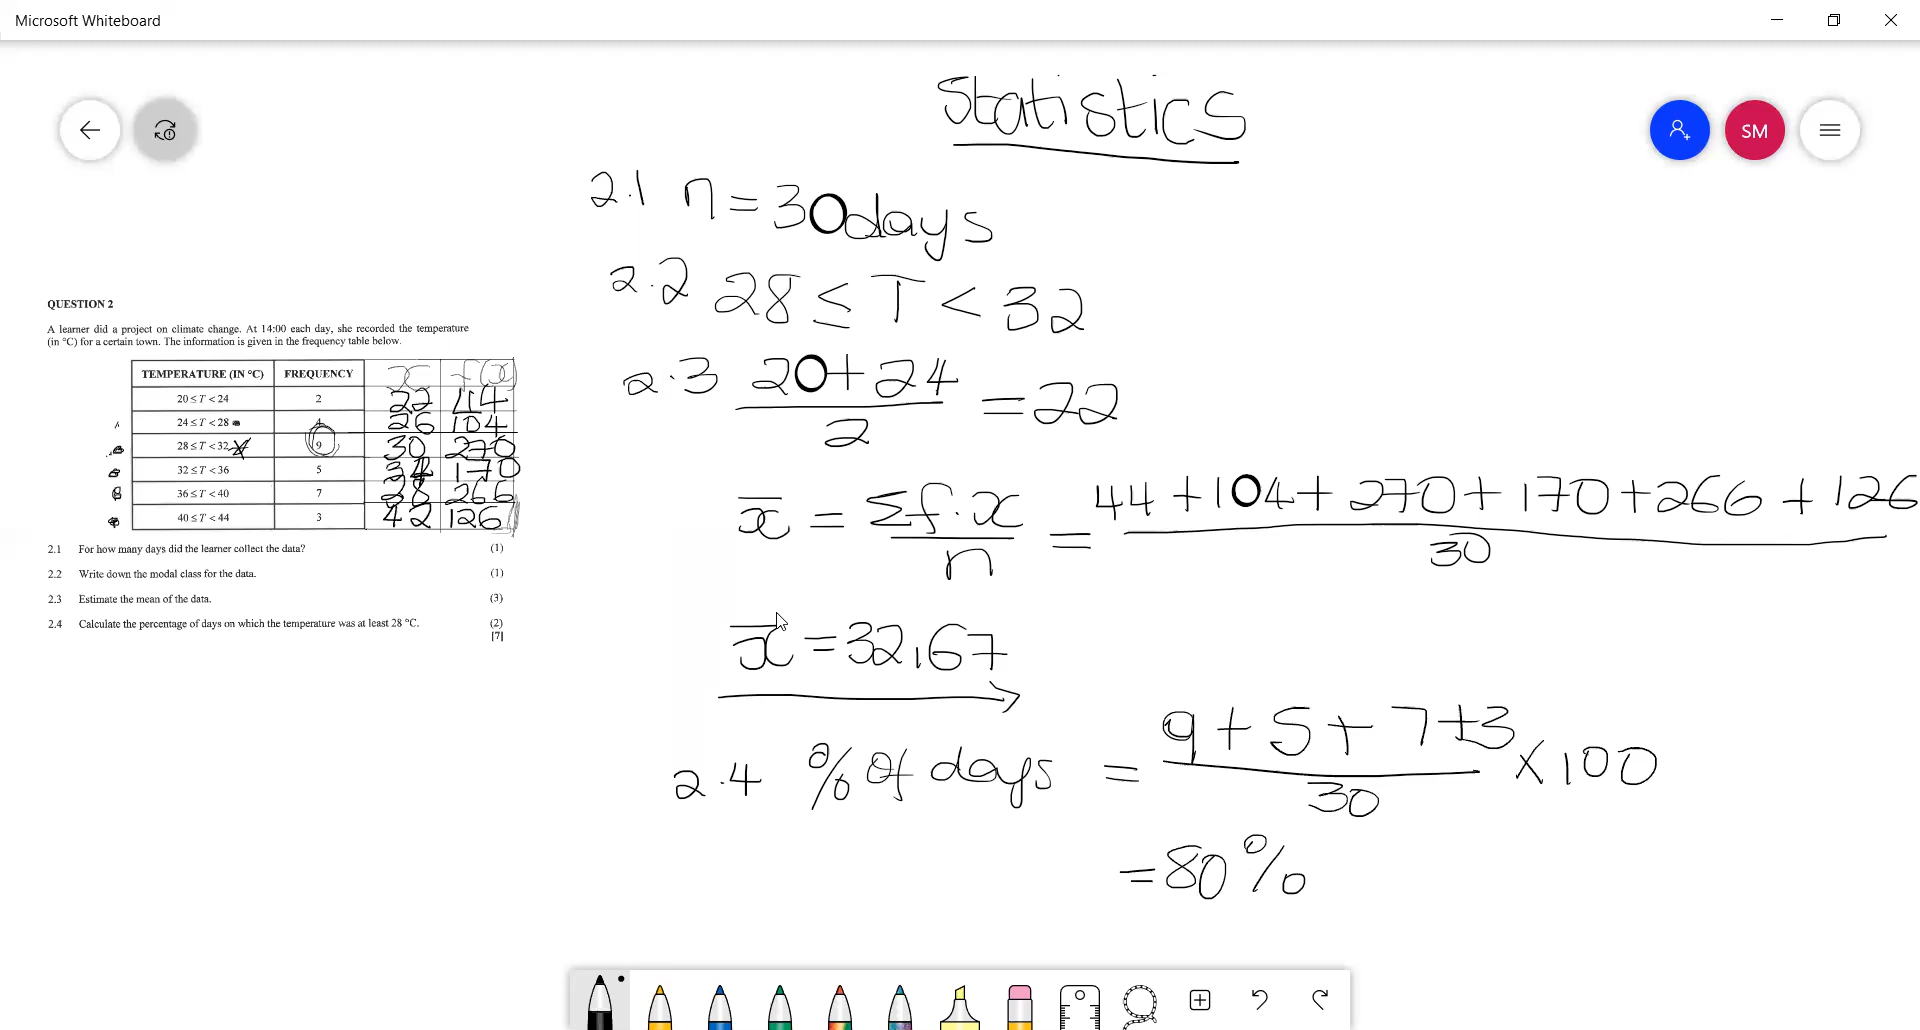 Microsoft Whiteboard
SM
Statistics
2.1 n = 30 days
2.2 28 ≤ T < 32
2.3 20 + 24
2
= 22
x̄ = Σf·x
n
= 44 + 104 + 270 + 170 + 266 + 126
30
x̄ = 32,67
2.4 % of days = 9 + 5 + 7 + 3
30
× 100
= 80%
QUESTION 2
A learner did a project on climate change. At 14:00 each day, she recorded the temperature
(in °C) for a certain town. The information is given in the frequency table below.
TEMPERATURE (IN °C) FREQUENCY x f(x)
20 ≤ T < 24 2 22 44
24 ≤ T < 28 4 26 104
28 ≤ T < 32 9 30 270
32 ≤ T < 36 5 34 170
36 ≤ T < 40 7 266
40 ≤ T < 44 3 42 126
2.1 For how many days did the learner collect the data? (1)
2.2 Write down the modal class for the data. (1)
2.3 Estimate the mean of the data. (3)
2.4 Calculate the percentage of days on which the temperature was at least 28 °C. (2)
[7]